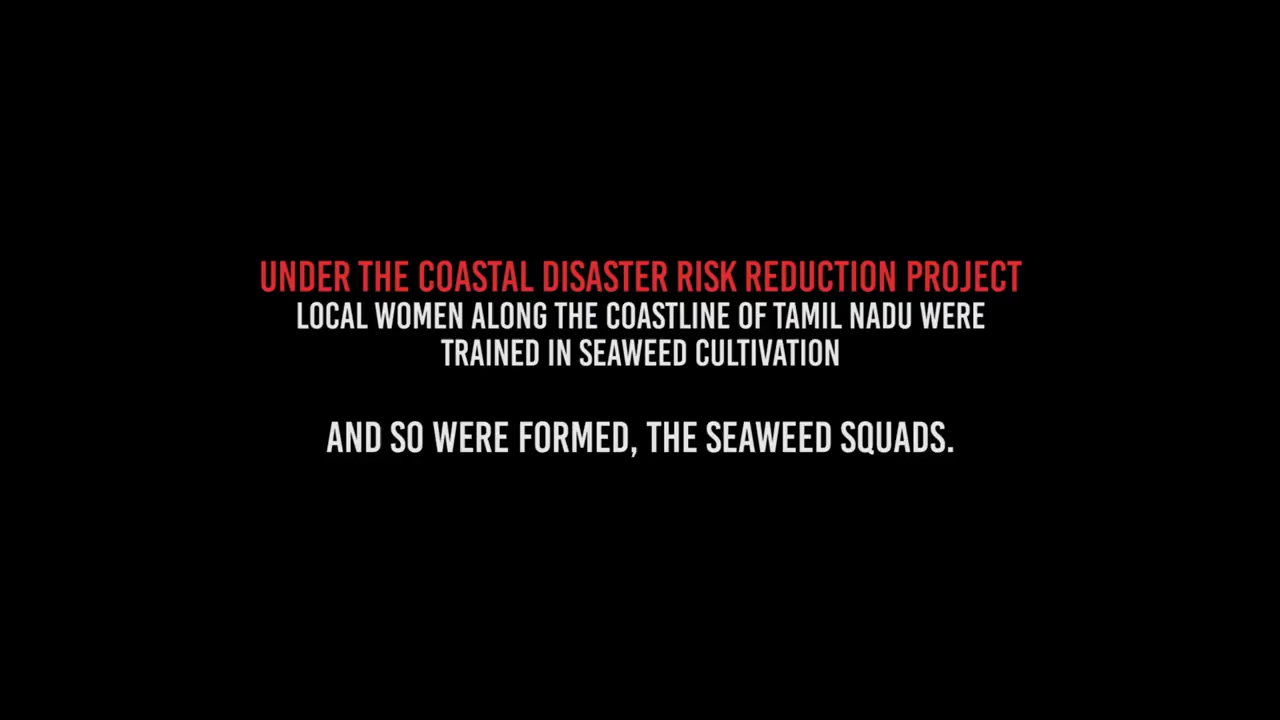 UNDER THE COASTAL DISASTER RISK REDUCTION PROJECT
LOCAL WOMEN ALONG THE COASTLINE OF TAMIL NADU WERE
TRAINED IN SEAWEED CULTIVATION
AND SO WERE FORMED, THE SEAWEED SQUADS.